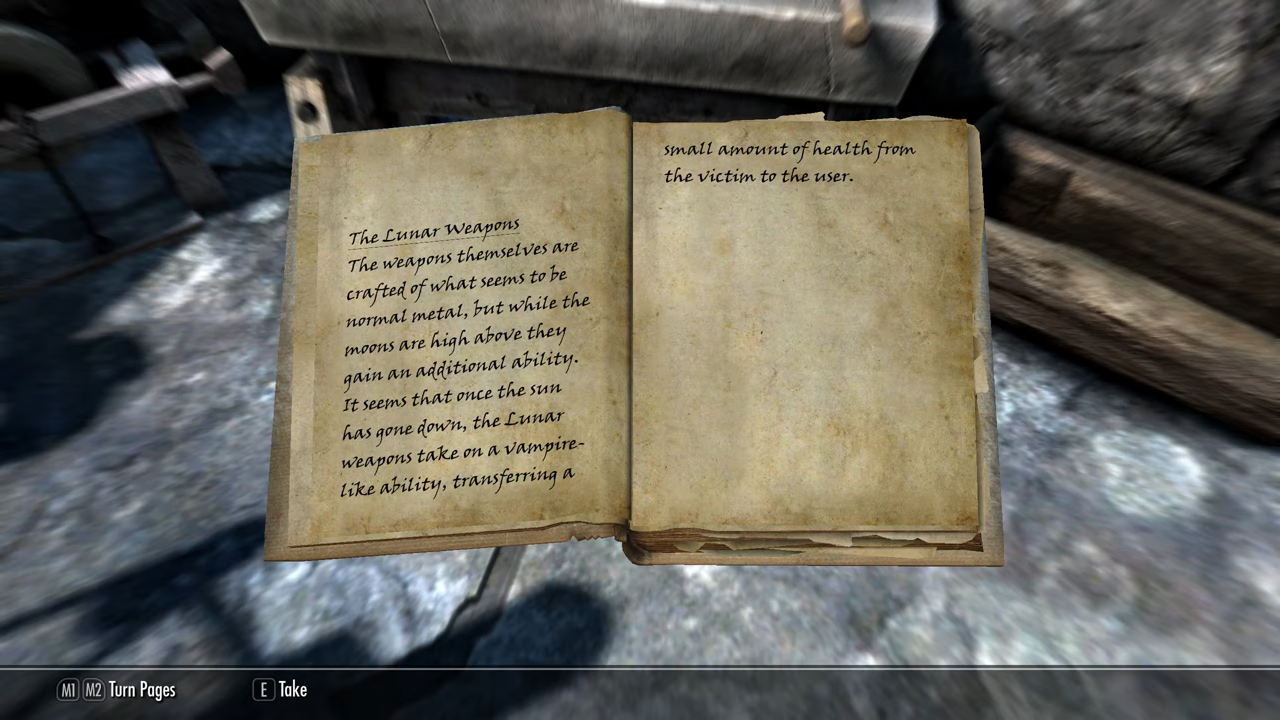 The Lunar Weapons
The weapons themselves are
crafted of what seems to be
normal metal, but while the
moons are high above they
gain an additional ability.
It seems that once the sun
has gone down, the Lunar
weapons take on a vampire-
like ability, transferring a
small amount of health from
the victim to the user.
M1 M2 Turn Pages
E Take